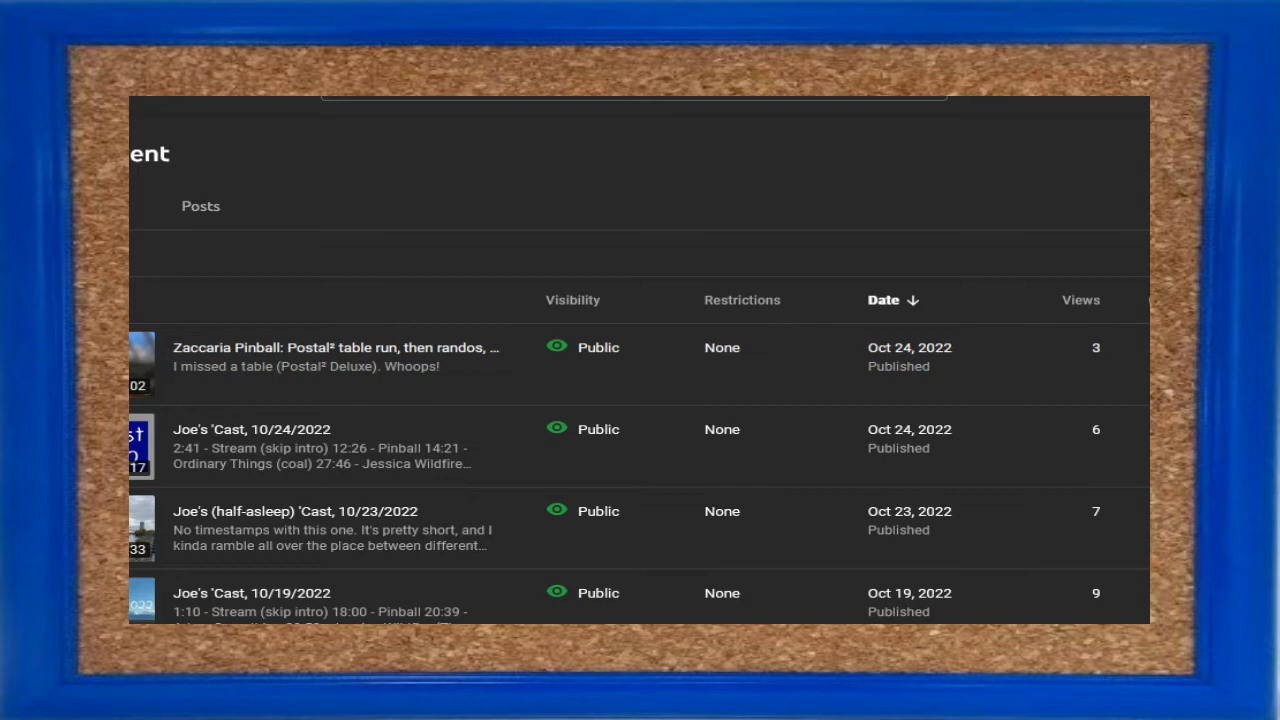 ent
Posts
Visibility Restrictions Date Views
Zaccaria Pinball: Postal² table run, then randos, ... Public None Oct 24, 2022 3
I missed a table (Postal² Deluxe). Whoops! Published
02
Joe's 'Cast, 10/24/2022 Public None Oct 24, 2022 6
2:41 - Stream (skip intro) 12:26 - Pinball 14:21 - Published
Ordinary Things (coal) 27:46 - Jessica Wildfire...
17
Joe's (half-asleep) 'Cast, 10/23/2022 Public None Oct 23, 2022 7
No timestamps with this one. It's pretty short, and I Published
kinda ramble all over the place between different...
33
Joe's 'Cast, 10/19/2022 Public None Oct 19, 2022 9
1:10 - Stream (skip intro) 18:00 - Pinball 20:39 - Published